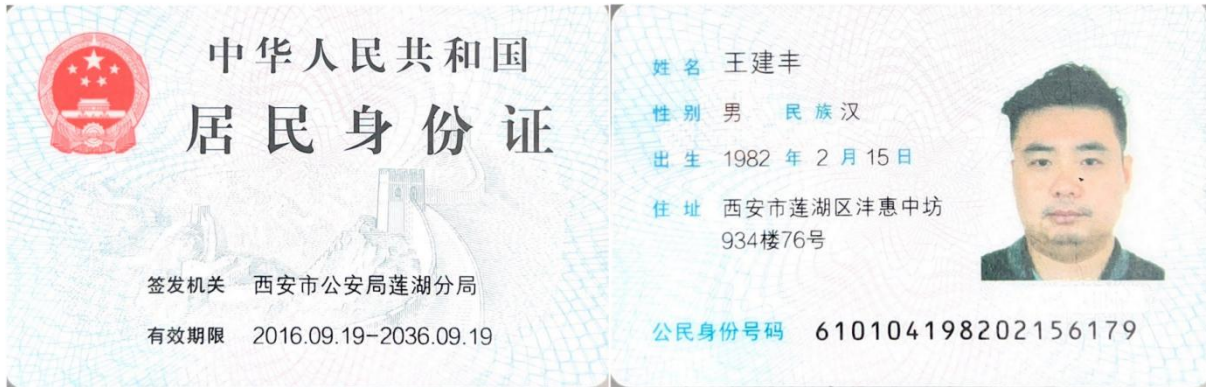 中华人民共和国
居民身份证
签发机关 西安市公安局莲湖分局
有效期限 2016.09.19-2036.09.19
姓名 王建丰
性别 男 民族 汉
出生 1982 年 2 月 15 日
住址 西安市莲湖区沣惠中坊
934楼76号
公民身份号码 610104198202156179